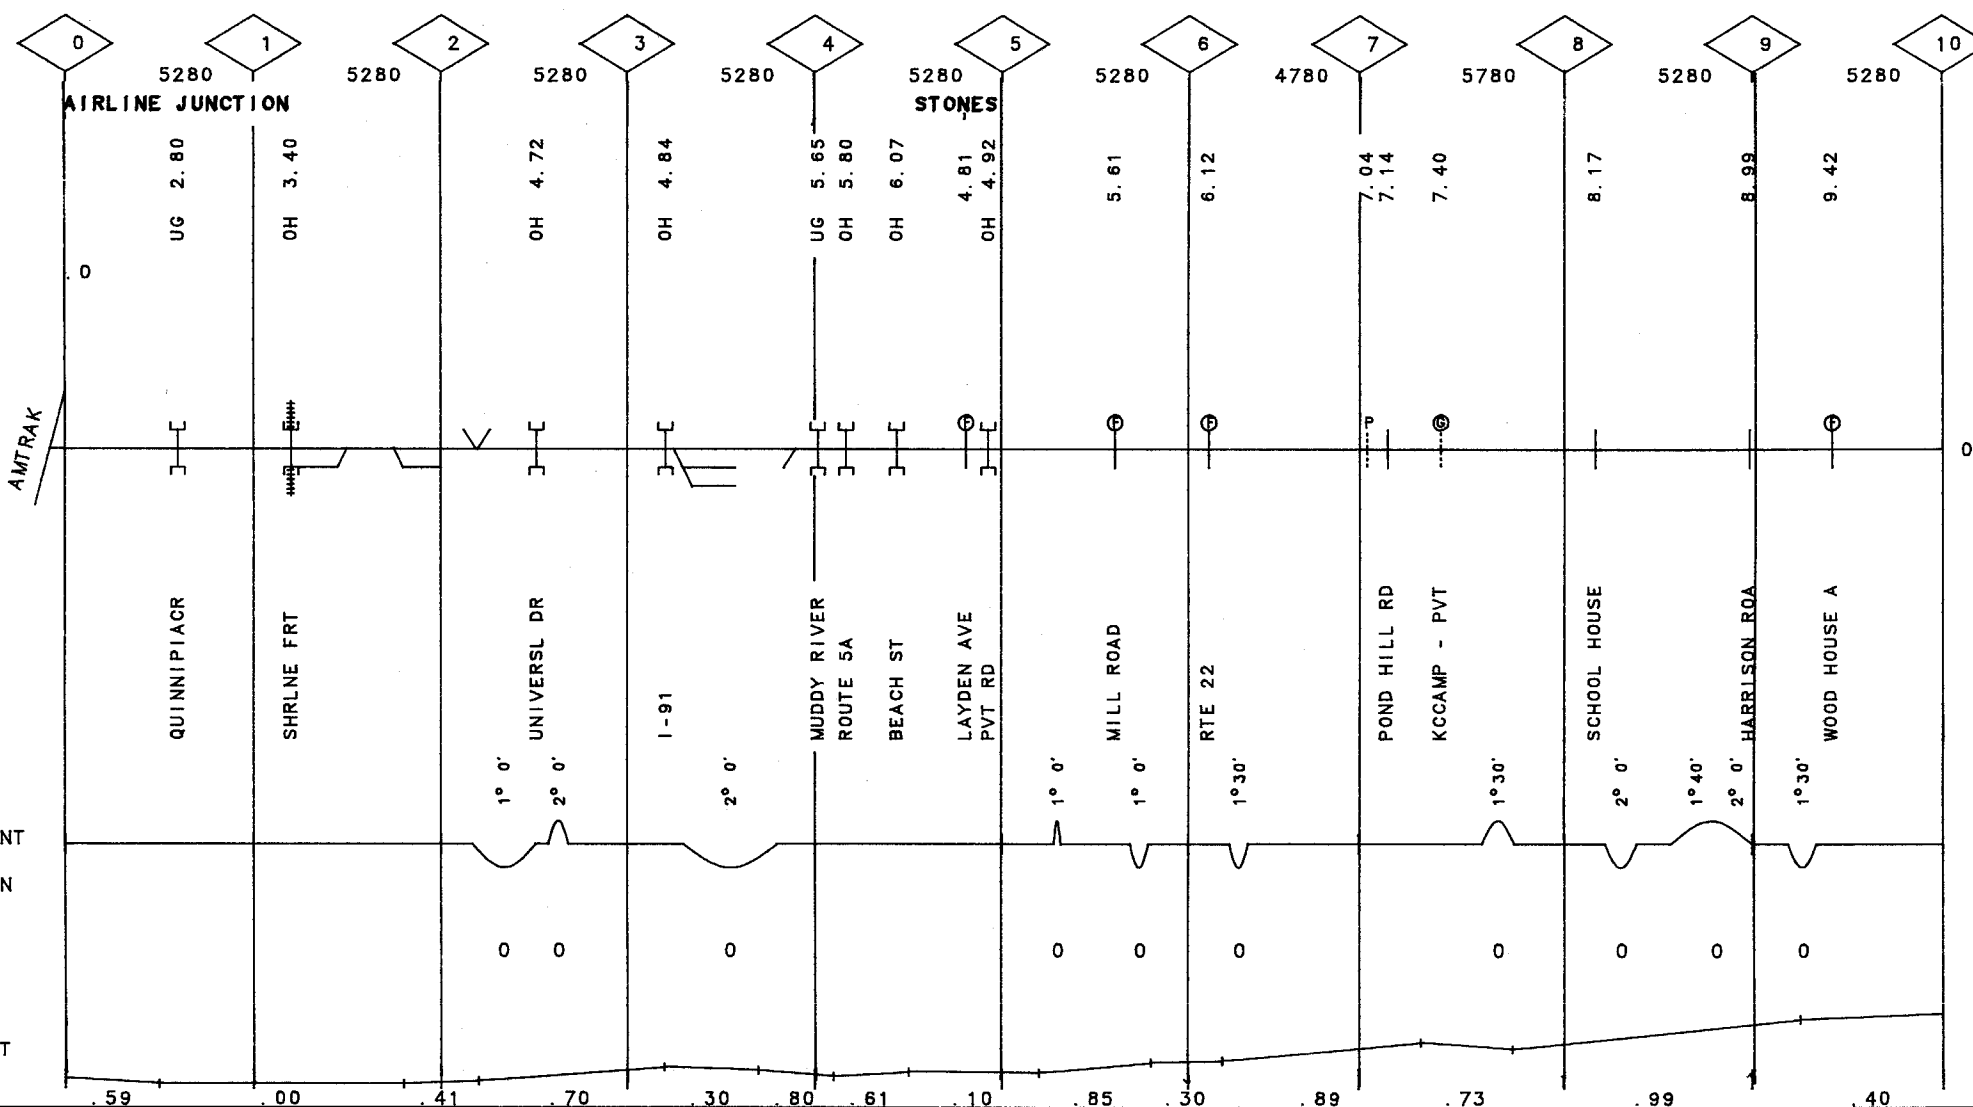 0 1 2 3 4 5 6 7 8 9 10
5280 5280 5280 5280 5280 5280 4780 5780 5280 5280
AIRLINE JUNCTION
STONES
UG 2.80
OH 3.40
OH 4.72
OH 4.84
UG 5.65
OH 5.80
OH 6.07
4.81
OH 4.92
5.61
6.12
7.04
7.14
7.40
8.17
8.99
9.42
.0
AMTRAK
F F F P G F
0
QUINNIPIACR
SHRLNE FRT
UNIVERSL DR
I-91
MUDDY RIVER
ROUTE 5A
BEACH ST
LAYDEN AVE
PVT RD
MILL ROAD
RTE 22
POND HILL RD
KCCAMP - PVT
SCHOOL HOUSE
HARRISON ROA
WOOD HOUSE A
1° 0'
2° 0'
2° 0'
1° 0'
1° 0'
1°30'
1°30'
2° 0'
1°40'
2° 0'
1°30'
NT
N
0 0 0 0 0 0 0 0 0 0
T
.59 .00 .41 .70 .30 .80 .61 .10 .85 .30 .89 .73 .99 .40